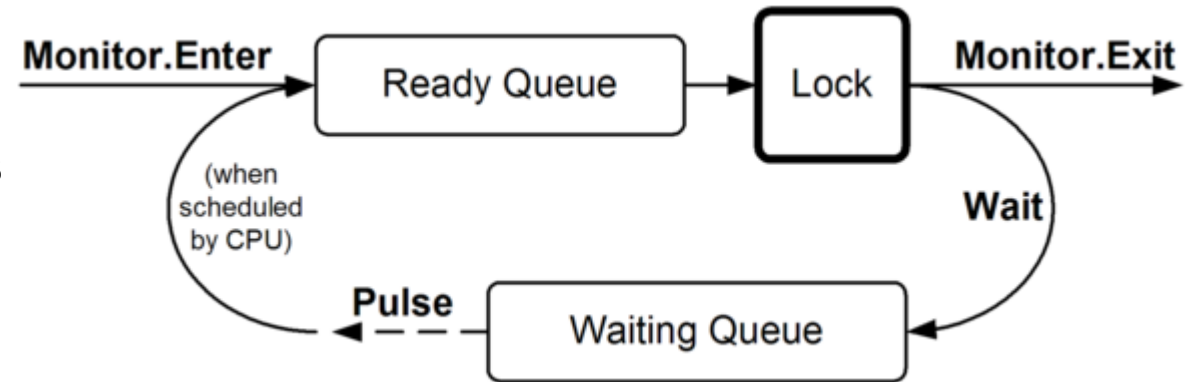 Monitor.Enter
Ready Queue
Lock
Monitor.Exit
(when
scheduled
by CPU)
Wait
Pulse
Waiting Queue